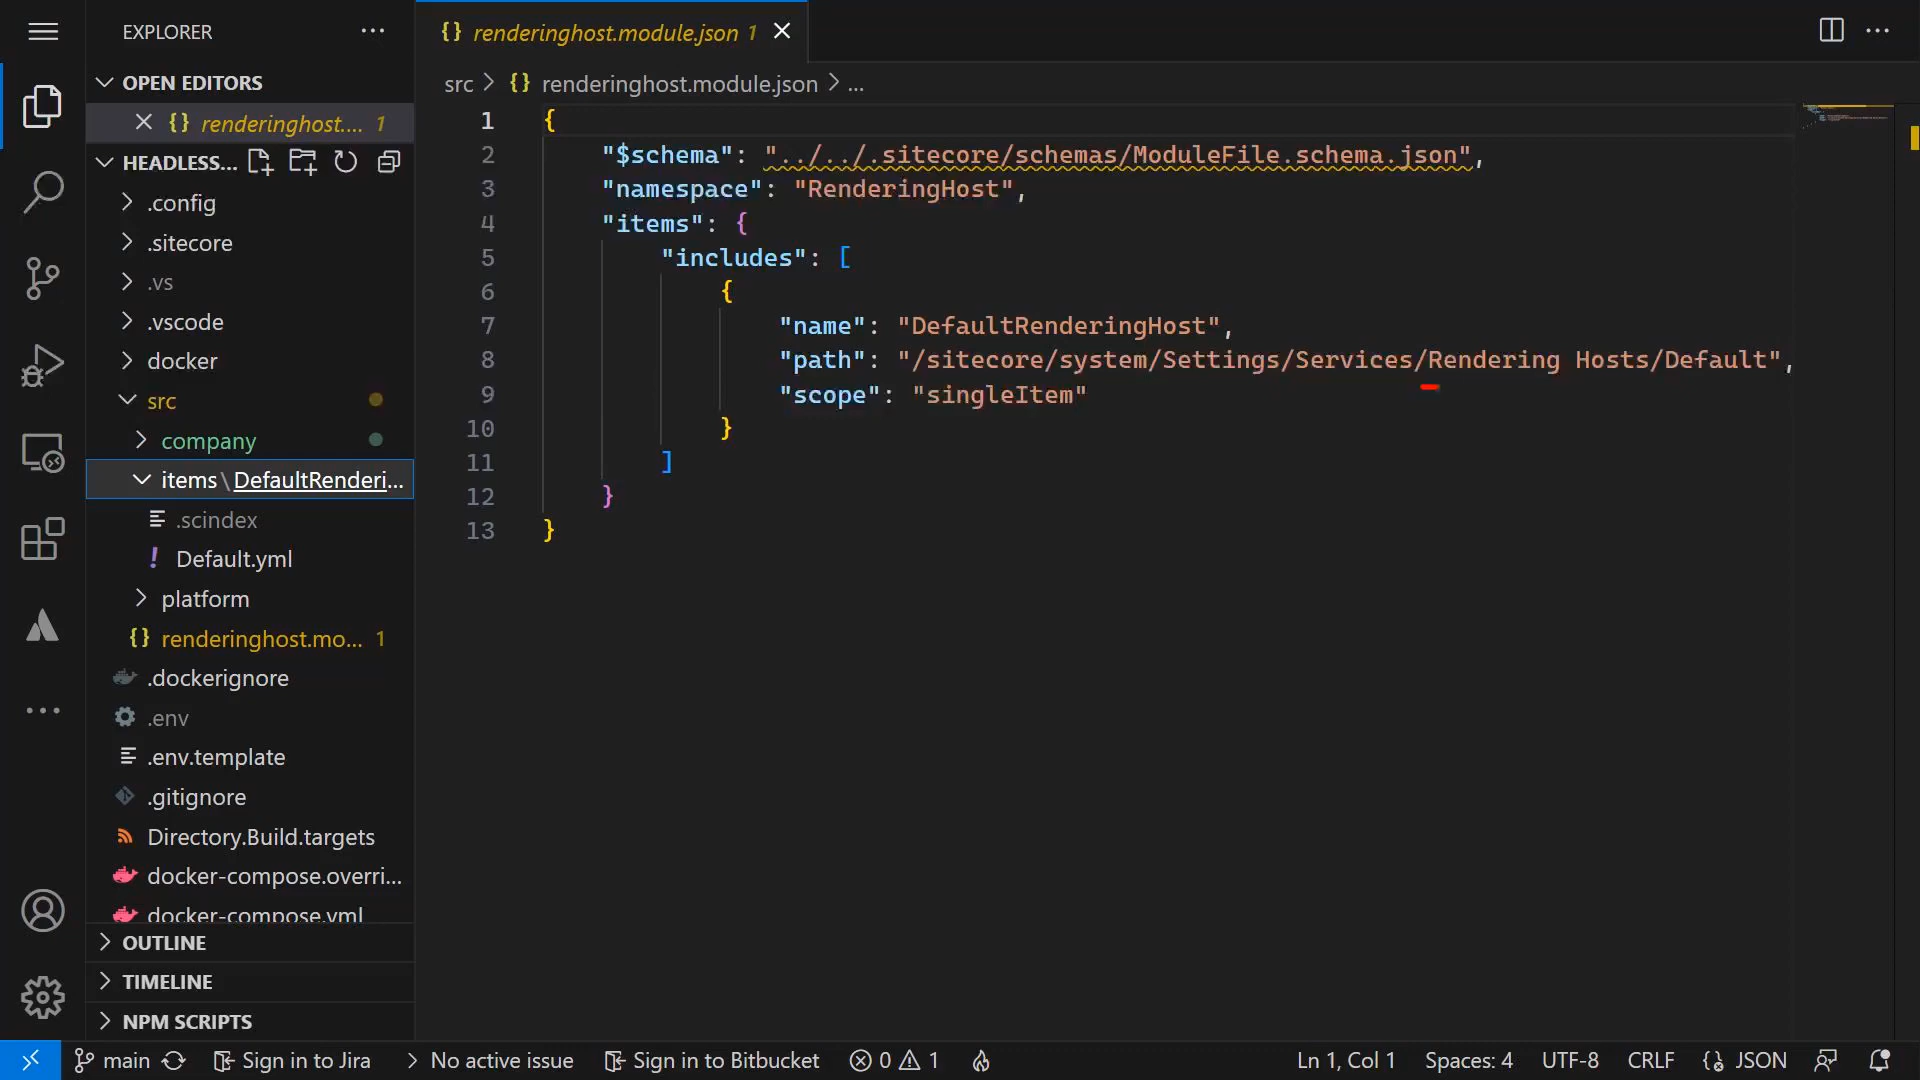 EXPLORER
OPEN EDITORS
renderinghost.... 1
HEADLESS...
.config
.sitecore
.vs
.vscode
docker
src
company
items\DefaultRenderi...
.scindex
Default.yml
platform
renderinghost.mo... 1
.dockerignore
.env
.env.template
.gitignore
Directory.Build.targets
docker-compose.overri...
docker-compose.yml
OUTLINE
TIMELINE
NPM SCRIPTS
renderinghost.module.json 1
src > {} renderinghost.module.json > ...
1 {
2 "$schema": "../../.sitecore/schemas/ModuleFile.schema.json",
3 "namespace": "RenderingHost",
4 "items": {
5 "includes": [
6 {
7 "name": "DefaultRenderingHost",
8 "path": "/sitecore/system/Settings/Services/Rendering Hosts/Default",
9 "scope": "singleItem"
10 }
11 ]
12 }
13 }
main Sign in to Jira > No active issue Sign in to Bitbucket 0 1 Ln 1, Col 1 Spaces: 4 UTF-8 CRLF {} JSON